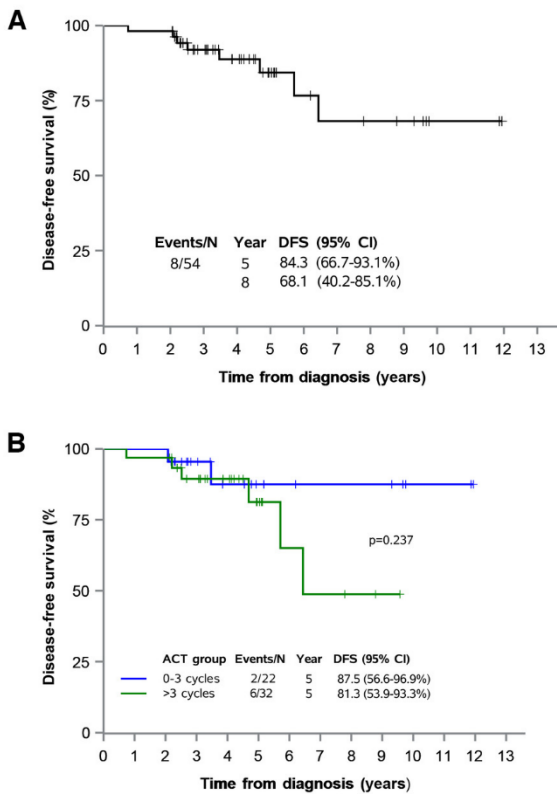 A
Disease-free survival (%)
100
75
50
25
0
Events/N Year DFS (95% CI)
8/54 5 84.3 (66.7-93.1%)
8 68.1 (40.2-85.1%)
0 1 2 3 4 5 6 7 8 9 10 11 12 13
Time from diagnosis (years)
B
Disease-free survival (%
100
75
50
25
0
p=0.237
ACT group Events/N Year DFS (95% CI)
0-3 cycles 2/22 5 87.5 (56.6-96.9%)
>3 cycles 6/32 5 81.3 (53.9-93.3%)
0 1 2 3 4 5 6 7 8 9 10 11 12 13
Time from diagnosis (years)